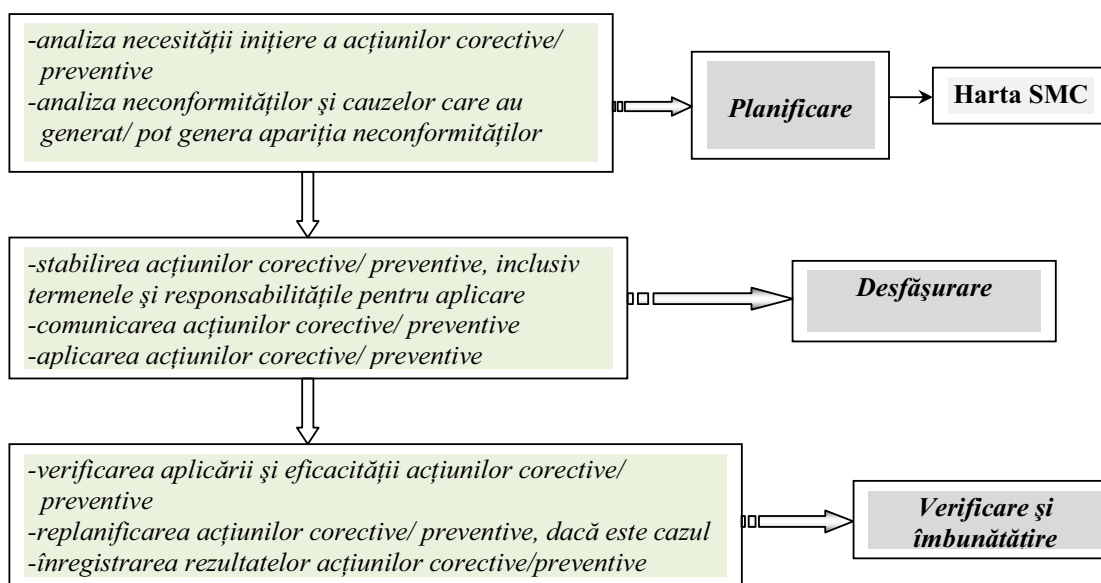 -analiza necesității inițiere a acțiunilor corective/
preventive
-analiza neconformităților şi cauzelor care au
generat/ pot genera apariția neconformităților
Planificare
Harta SMC
-stabilirea acțiunilor corective/ preventive, inclusiv
termenele şi responsabilitățile pentru aplicare
-comunicarea acțiunilor corective/ preventive
-aplicarea acțiunilor corective/ preventive
Desfăşurare
-verificarea aplicării şi eficacității acțiunilor corective/
preventive
-replanificarea acțiunilor corective/ preventive, dacă este cazul
-înregistrarea rezultatelor acțiunilor corective/preventive
Verificare şi
îmbunătățire